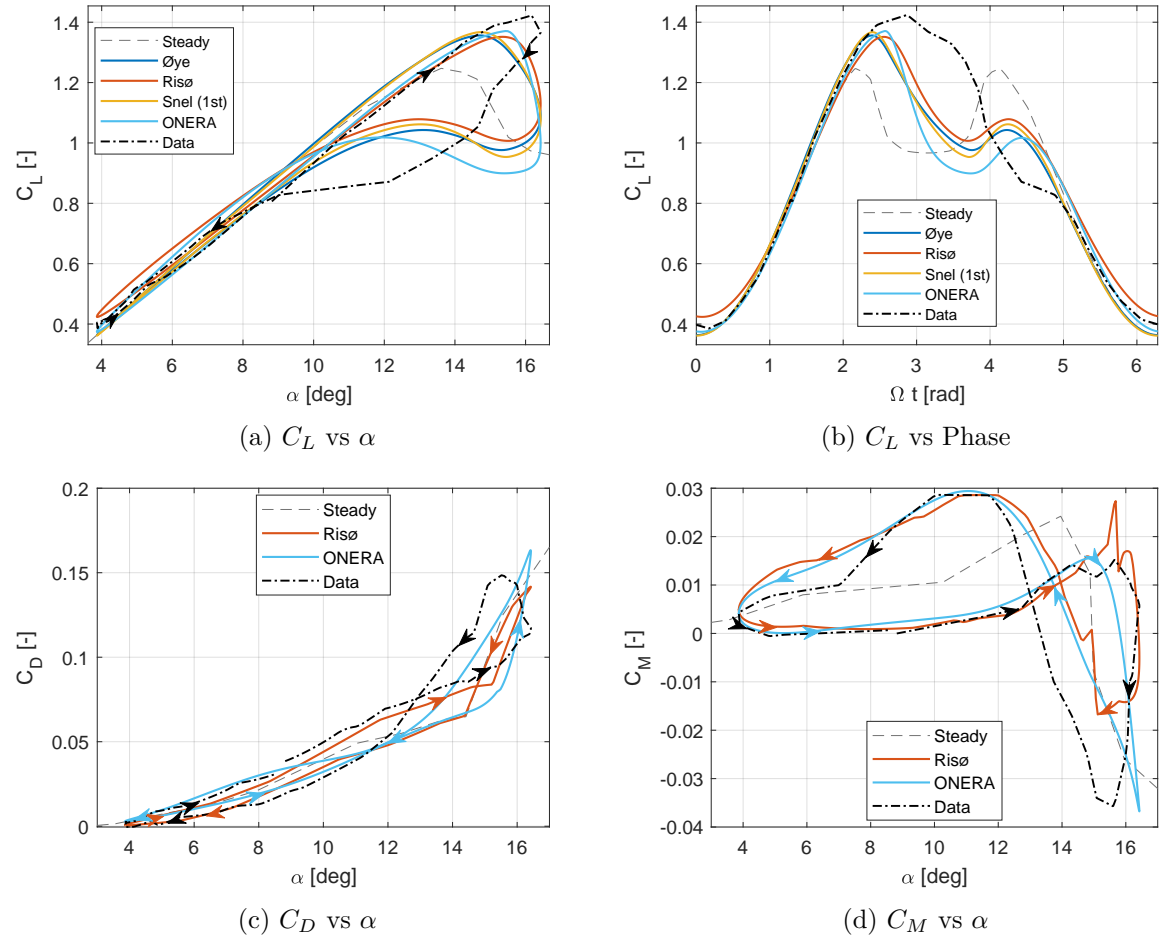 1.4
1.2
1
0.8
0.6
0.4
C_L [-]
Steady
Øye
Risø
Snel (1st)
ONERA
Data
4 6 8 10 12 14 16
α [deg]
(a) C_L vs α
1.4
1.2
1
0.8
0.6
0.4
C_L [-]
Steady
Øye
Risø
Snel (1st)
ONERA
Data
0 1 2 3 4 5 6
Ω t [rad]
(b) C_L vs Phase
0.2
0.15
0.1
0.05
0
C_D [-]
Steady
Risø
ONERA
Data
4 6 8 10 12 14 16
α [deg]
(c) C_D vs α
0.03
0.02
0.01
0
-0.01
-0.02
-0.03
-0.04
C_M [-]
Steady
Risø
ONERA
Data
4 6 8 10 12 14 16
α [deg]
(d) C_M vs α